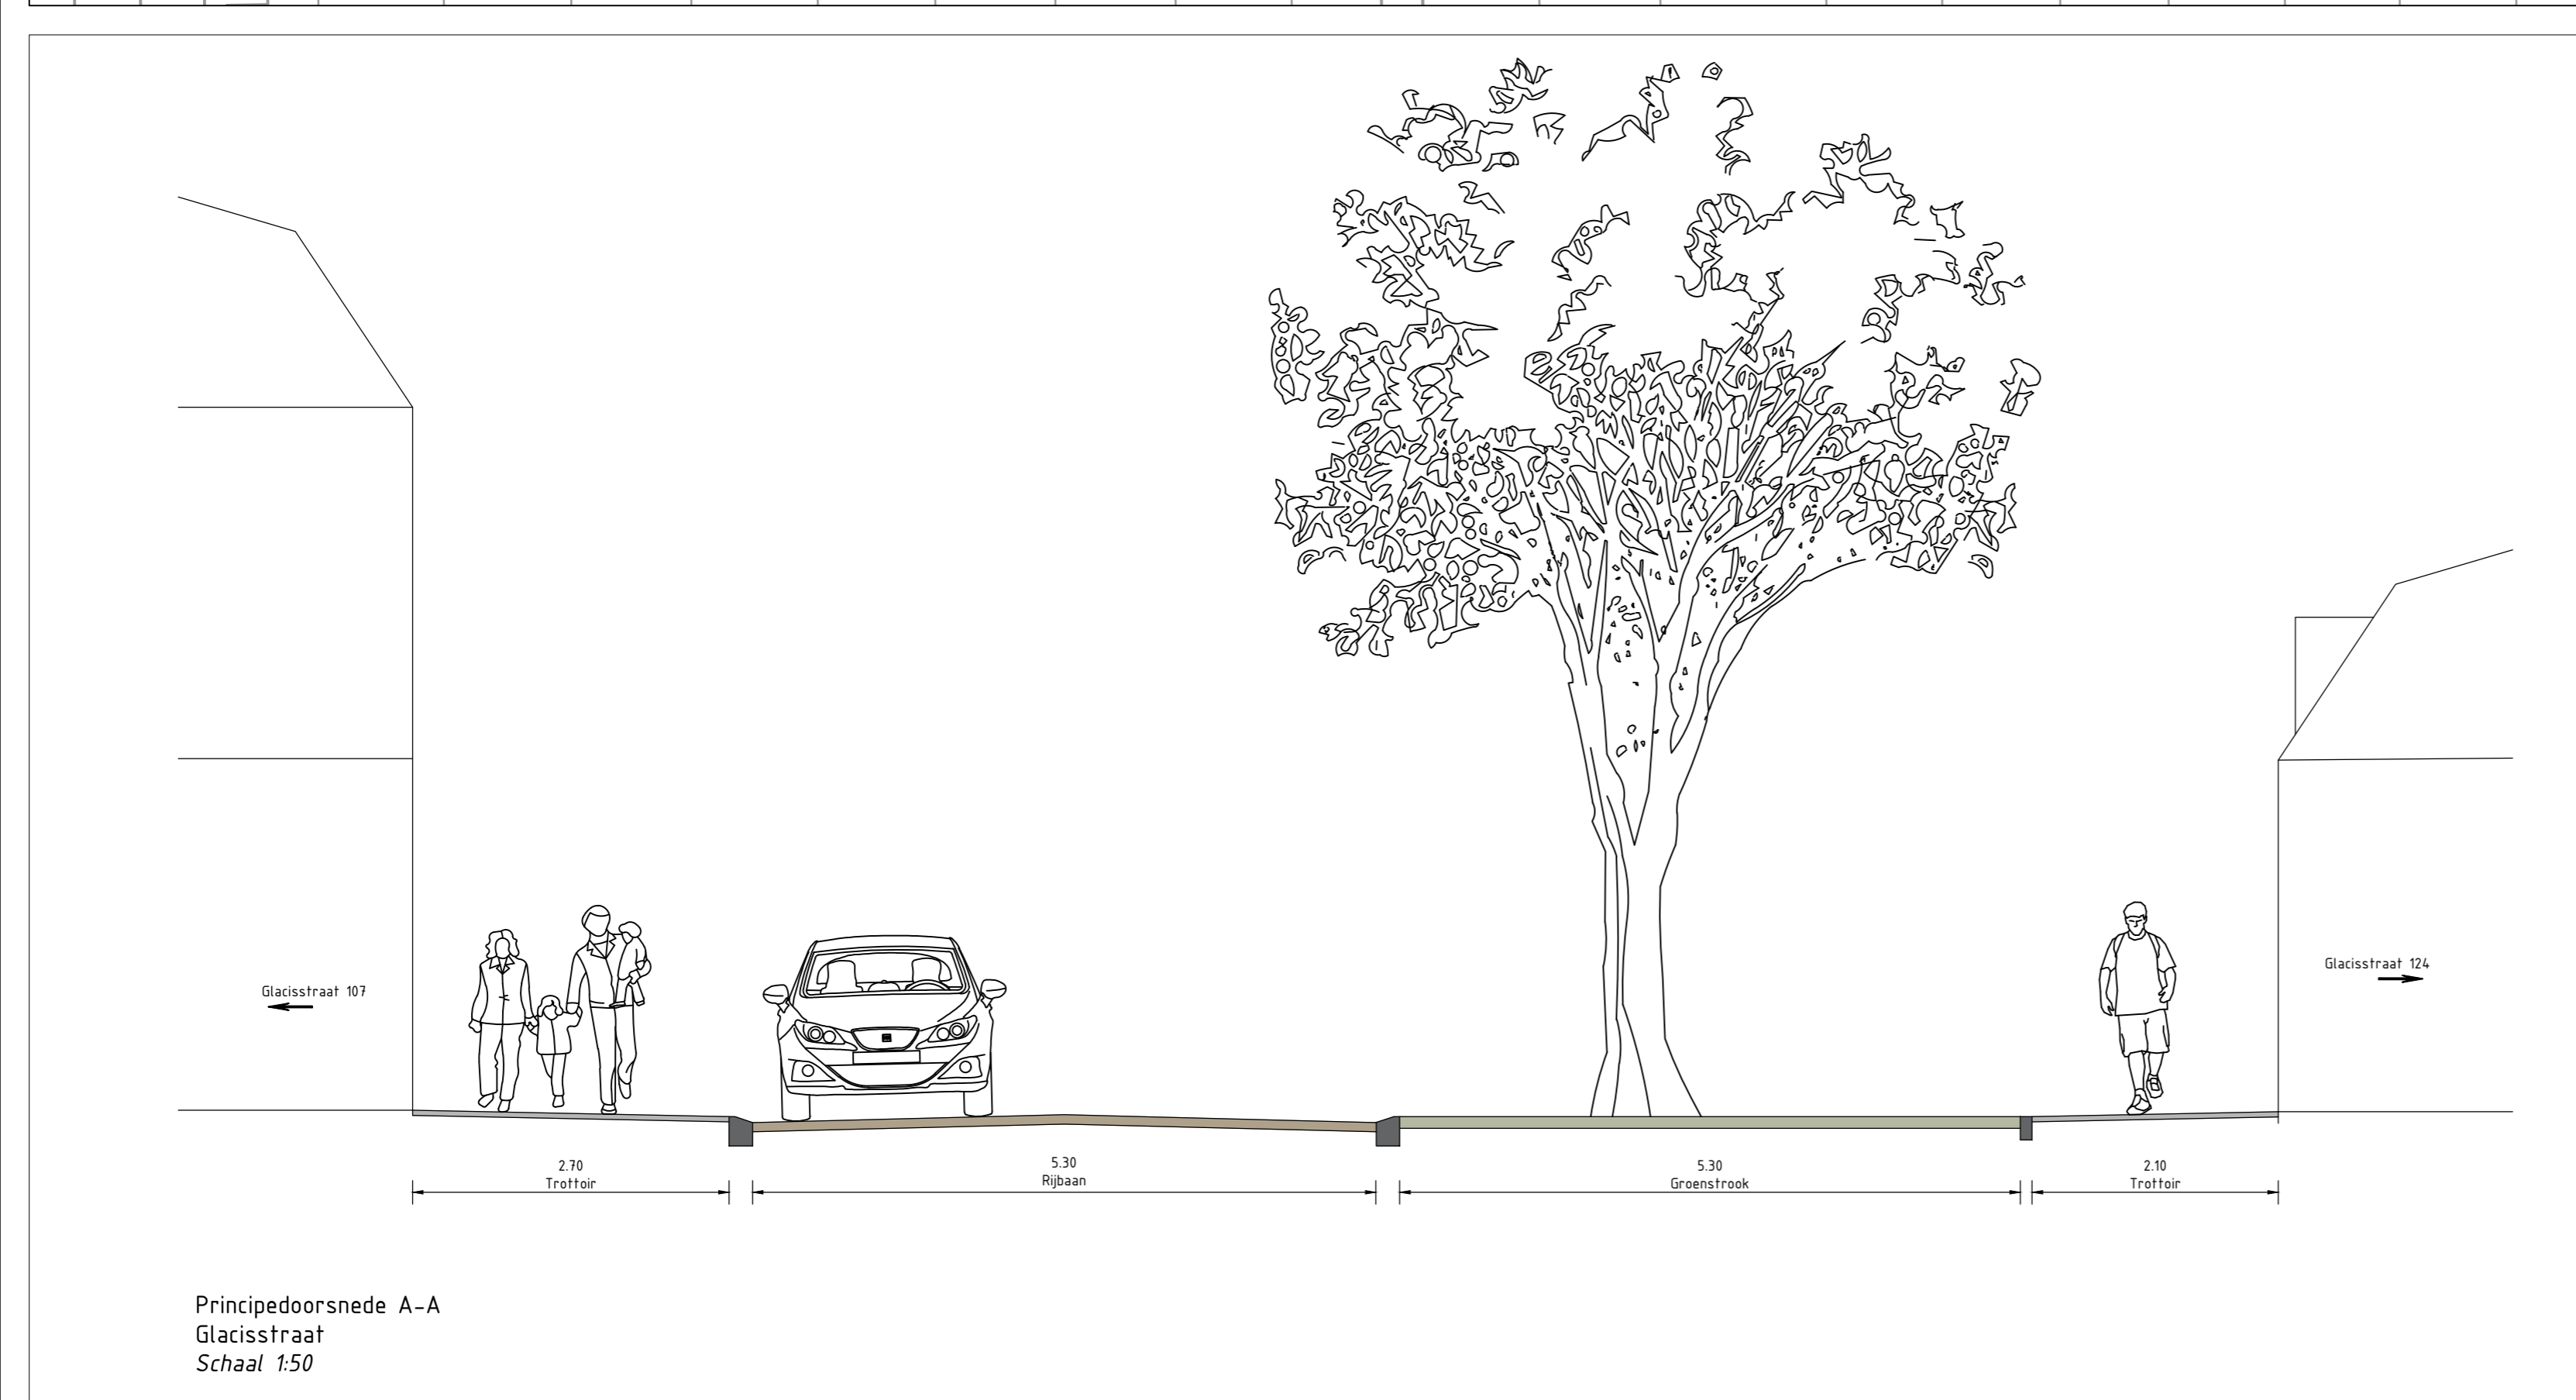 Glacisstraat 107
Glacisstraat 124
2.70
Trottoir
5.30
Rijbaan
5.30
Groenstrook
2.10
Trottoir
Principedoorsnede A-A
Glacisstraat
Schaal 1:50